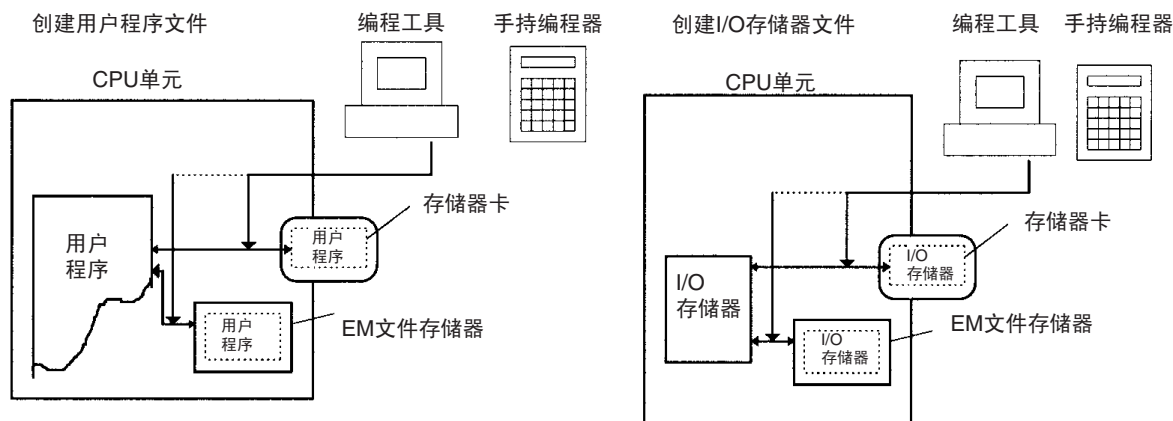 创建用户程序文件
编程工具
手持编程器
CPU单元
用户
程序
用户
程序
存储器卡
用户
程序
EM文件存储器
创建I/O存储器文件
编程工具
手持编程器
CPU单元
I/O
存储器
I/O
存储器
存储器卡
I/O
存储器
EM文件存储器